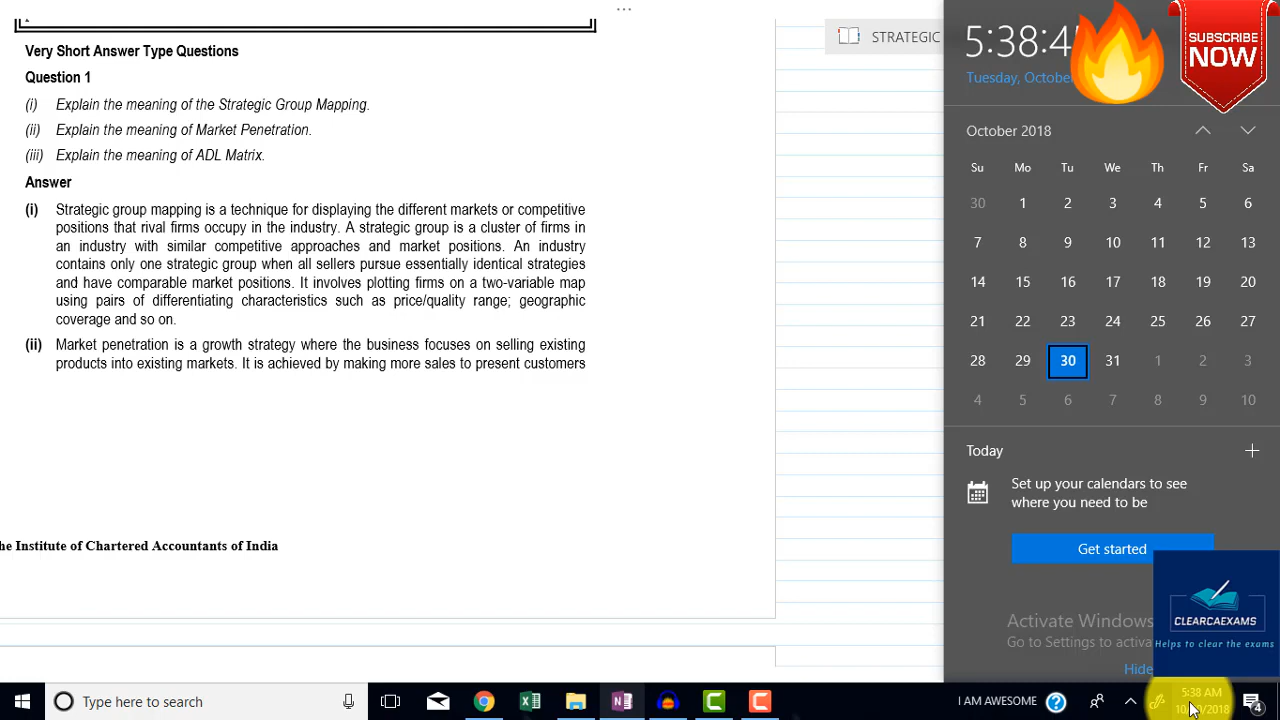 Very Short Answer Type Questions
Question 1
(i) Explain the meaning of the Strategic Group Mapping.
(ii) Explain the meaning of Market Penetration.
(iii) Explain the meaning of ADL Matrix.
Answer
(i) Strategic group mapping is a technique for displaying the different markets or competitive
positions that rival firms occupy in the industry. A strategic group is a cluster of firms in
an industry with similar competitive approaches and market positions. An industry
contains only one strategic group when all sellers pursue essentially identical strategies
and have comparable market positions. It involves plotting firms on a two-variable map
using pairs of differentiating characteristics such as price/quality range; geographic
coverage and so on.
(ii) Market penetration is a growth strategy where the business focuses on selling existing
products into existing markets. It is achieved by making more sales to present customers
he Institute of Chartered Accountants of India
STRATEGIC
5:38:4
Tuesday, Octobe
SUBSCRIBE
NOW
October 2018
Su Mo Tu We Th Fr Sa
30 1 2 3 4 5 6
7 8 9 10 11 12 13
14 15 16 17 18 19 20
21 22 23 24 25 26 27
28 29 30 31 1 2 3
4 5 6 7 8 9 10
Today
Set up your calendars to see
where you need to be
Get started
Activate Windows
Go to Settings to activa
Hide
CLEARCAEXAMS
Helps to clear the exams
Type here to search
I AM AWESOME
5:38 AM
4